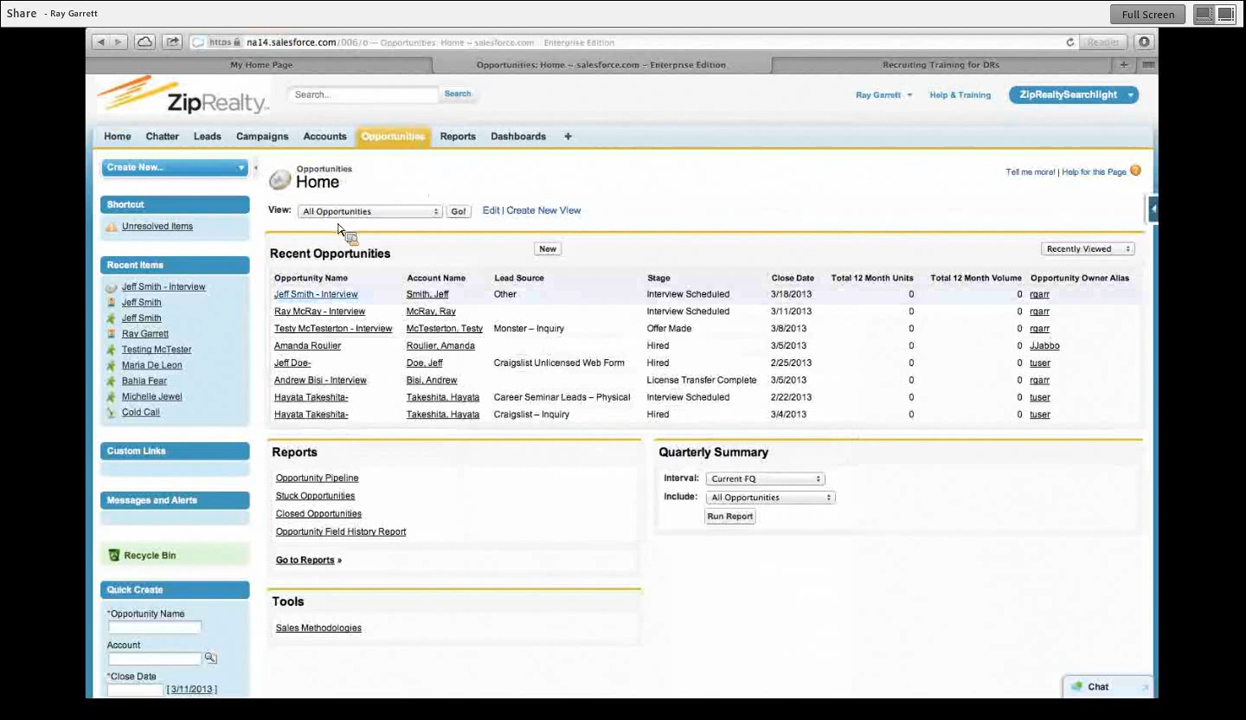 Share - Ray Garrett
Full Screen
https na14.salesforce.com/006/o — Opportunities: Home ~ salesforce.com - Enterprise Edition
Reader
My Home Page
Opportunities: Home ~ salesforce.com ~ Enterprise Edition
Recruiting Training for DRs
ZipRealty
Search...
Search
Ray Garrett
Help & Training
ZipRealtySearchlight
Home Chatter Leads Campaigns Accounts Opportunities Reports Dashboards +
Create New...
Shortcut
Unresolved Items
Recent Items
Jeff Smith - Interview
Jeff Smith
Jeff Smith
Ray Garrett
Testing McTester
Maria De Leon
Bahia Fear
Michelle Jewel
Cold Call
Custom Links
Messages and Alerts
Recycle Bin
Quick Create
*Opportunity Name
Account
*Close Date
[ 3/11/2013 ]
Opportunities
Home
Tell me more! | Help for this Page
View: All Opportunities Go! Edit | Create New View
Recent Opportunities
New
Recently Viewed
Opportunity Name Account Name Lead Source Stage Close Date Total 12 Month Units Total 12 Month Volume Opportunity Owner Alias
Jeff Smith - Interview Smith, Jeff Other Interview Scheduled 3/18/2013 0 0 rgarr
Ray McRay - Interview McRay, Ray Interview Scheduled 3/11/2013 0 0 rgarr
Testy McTesterton - Interview McTesterton, Testy Monster – Inquiry Offer Made 3/8/2013 0 0 rgarr
Amanda Roulier Roulier, Amanda Hired 3/5/2013 0 0 JJabbo
Jeff Doe- Doe, Jeff Craigslist Unlicensed Web Form Hired 2/25/2013 0 0 tuser
Andrew Bisi - Interview Bisi, Andrew License Transfer Complete 3/5/2013 0 0 rgarr
Hayata Takeshita- Takeshita, Hayata Career Seminar Leads – Physical Interview Scheduled 2/22/2013 0 0 tuser
Hayata Takeshita- Takeshita, Hayata Craigslist – Inquiry Hired 3/4/2013 0 0 tuser
Reports
Opportunity Pipeline
Stuck Opportunities
Closed Opportunities
Opportunity Field History Report
Go to Reports »
Quarterly Summary
Interval: Current FQ
Include: All Opportunities
Run Report
Tools
Sales Methodologies
Chat